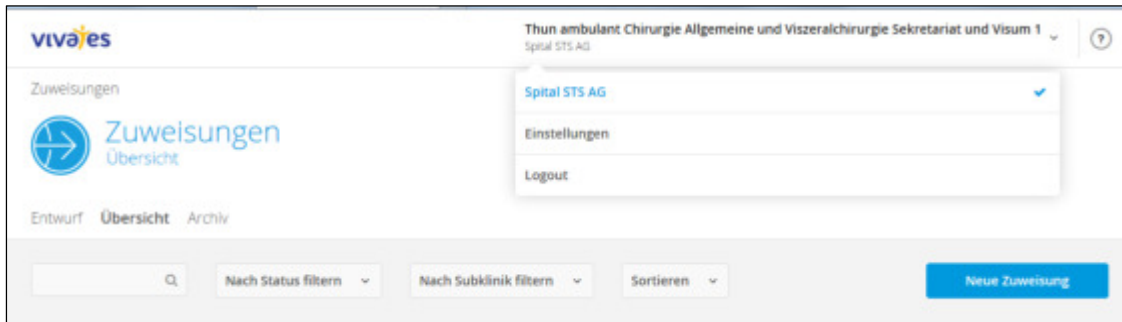 vivates
Thun ambulant Chirurgie Allgemeine und Viszeralchirurgie Sekretariat und Visum 1
Spital STS AG
?
Zuweisungen
Spital STS AG
Zuweisungen
Übersicht
Einstellungen
Logout
Entwurf Übersicht Archiv
Nach Status filtern Nach Subklinik filtern Sortieren Neue Zuweisung